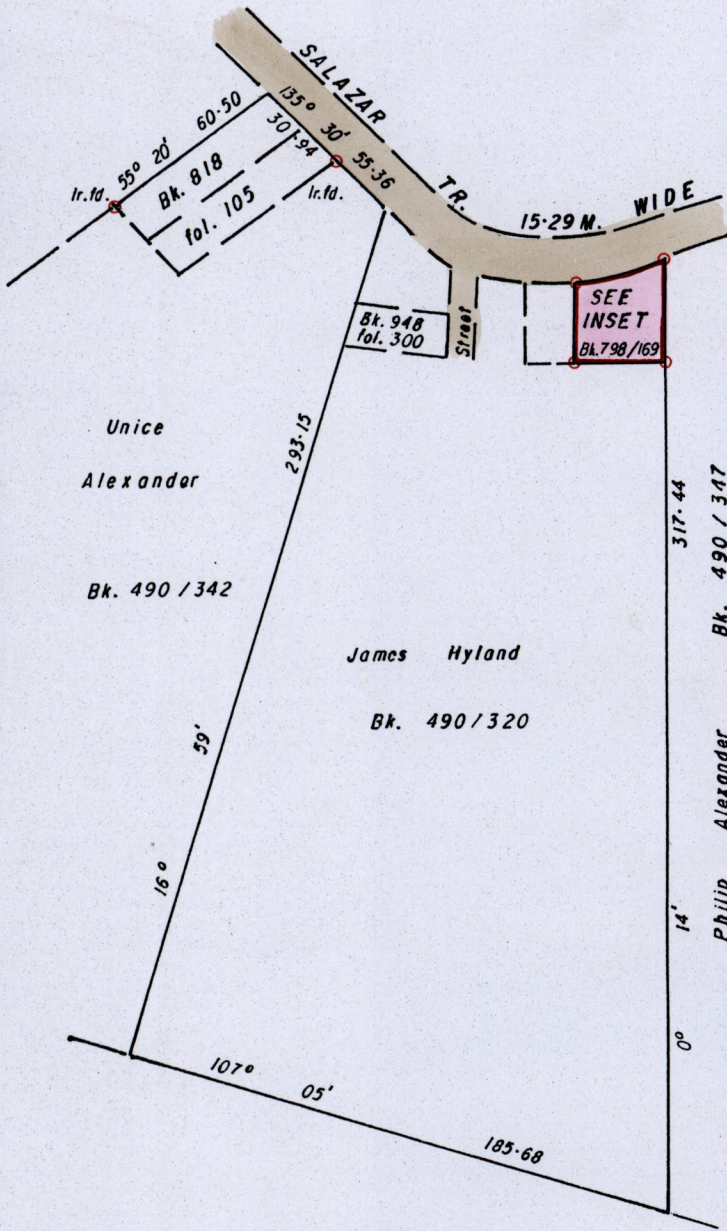 SALAZAR TR. 15·29 M. WIDE
135° 30' 55·36
30·94
55° 20' 60·50
Ir.fd.
Bk. 818
fol. 105
Ir.fd.
SEE
INSET
Bk.798/169
Bk. 948
fol. 300
Street
Unice
Alexander
Bk. 490 / 342
16° 59' 293·15
James Hyland
Bk. 490/320
0° 14' 317·44
Philip Alexander Bk. 490 / 347
107° 05' 185·68